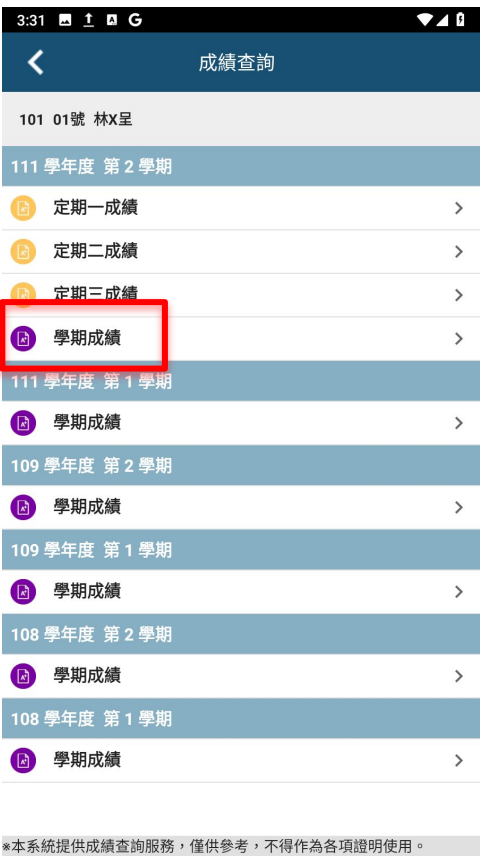 3:31
成績查詢
101 01號 林X呈
111 學年度 第 2 學期
定期一成績
定期二成績
定期三成績
學期成績
111 學年度 第 1 學期
學期成績
109 學年度 第 2 學期
學期成績
109 學年度 第 1 學期
學期成績
108 學年度 第 2 學期
學期成績
108 學年度 第 1 學期
學期成績
※本系統提供成績查詢服務，僅供參考，不得作為各項證明使用。